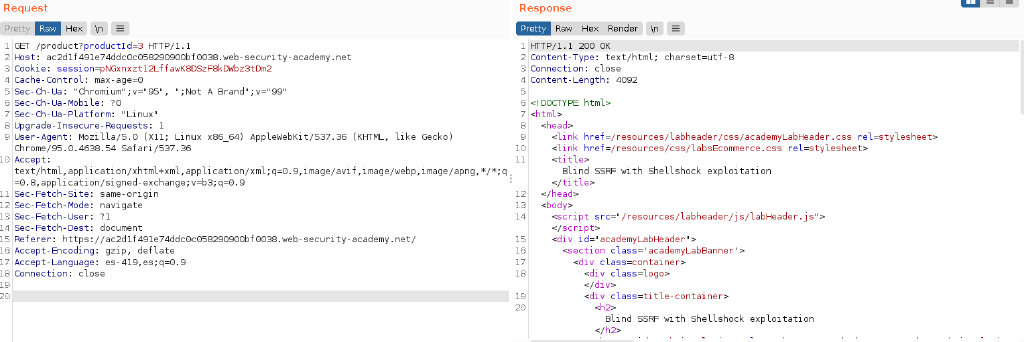 Request
Pretty Raw Hex \n
1 GET /product?productId=3 HTTP/1.1
2 Host: ac2d1f491e74ddc0c058290900bf0038.web-security-academy.net
3 Cookie: session=pNGxnxzt12LffawK8DSzF8kDWbz3tDm2
4 Cache-Control: max-age=0
5 Sec-Ch-Ua: "Chromium";v="95", ";Not A Brand";v="99"
6 Sec-Ch-Ua-Mobile: ?0
7 Sec-Ch-Ua-Platform: "Linux"
8 Upgrade-Insecure-Requests: 1
9 User-Agent: Mozilla/5.0 (X11; Linux x86_64) AppleWebKit/537.36 (KHTML, like Gecko)
Chrome/95.0.4638.54 Safari/537.36
10 Accept:
text/html,application/xhtml+xml,application/xml;q=0.9,image/avif,image/webp,image/apng,*/*;q
=0.8,application/signed-exchange;v=b3;q=0.9
11 Sec-Fetch-Site: same-origin
12 Sec-Fetch-Mode: navigate
13 Sec-Fetch-User: ?1
14 Sec-Fetch-Dest: document
15 Referer: https://ac2d1f491e74ddc0c058290900bf0038.web-security-academy.net/
16 Accept-Encoding: gzip, deflate
17 Accept-Language: es-419,es;q=0.9
18 Connection: close
19
20
Response
Pretty Raw Hex Render \n
1 HTTP/1.1 200 OK
2 Content-Type: text/html; charset=utf-8
3 Connection: close
4 Content-Length: 4092
5
6 <!DOCTYPE html>
7 <html>
8 <head>
9 <link href=/resources/labheader/css/academyLabHeader.css rel=stylesheet>
10 <link href=/resources/css/labsEcommerce.css rel=stylesheet>
11 <title>
Blind SSRF with Shellshock exploitation
</title>
12 </head>
13 <body>
14 <script src="/resources/labheader/js/labHeader.js">
</script>
15 <div id="academyLabHeader">
16 <section class='academyLabBanner'>
17 <div class=container>
18 <div class=logo>
</div>
19 <div class=title-container>
20 <h2>
Blind SSRF with Shellshock exploitation
</h2>